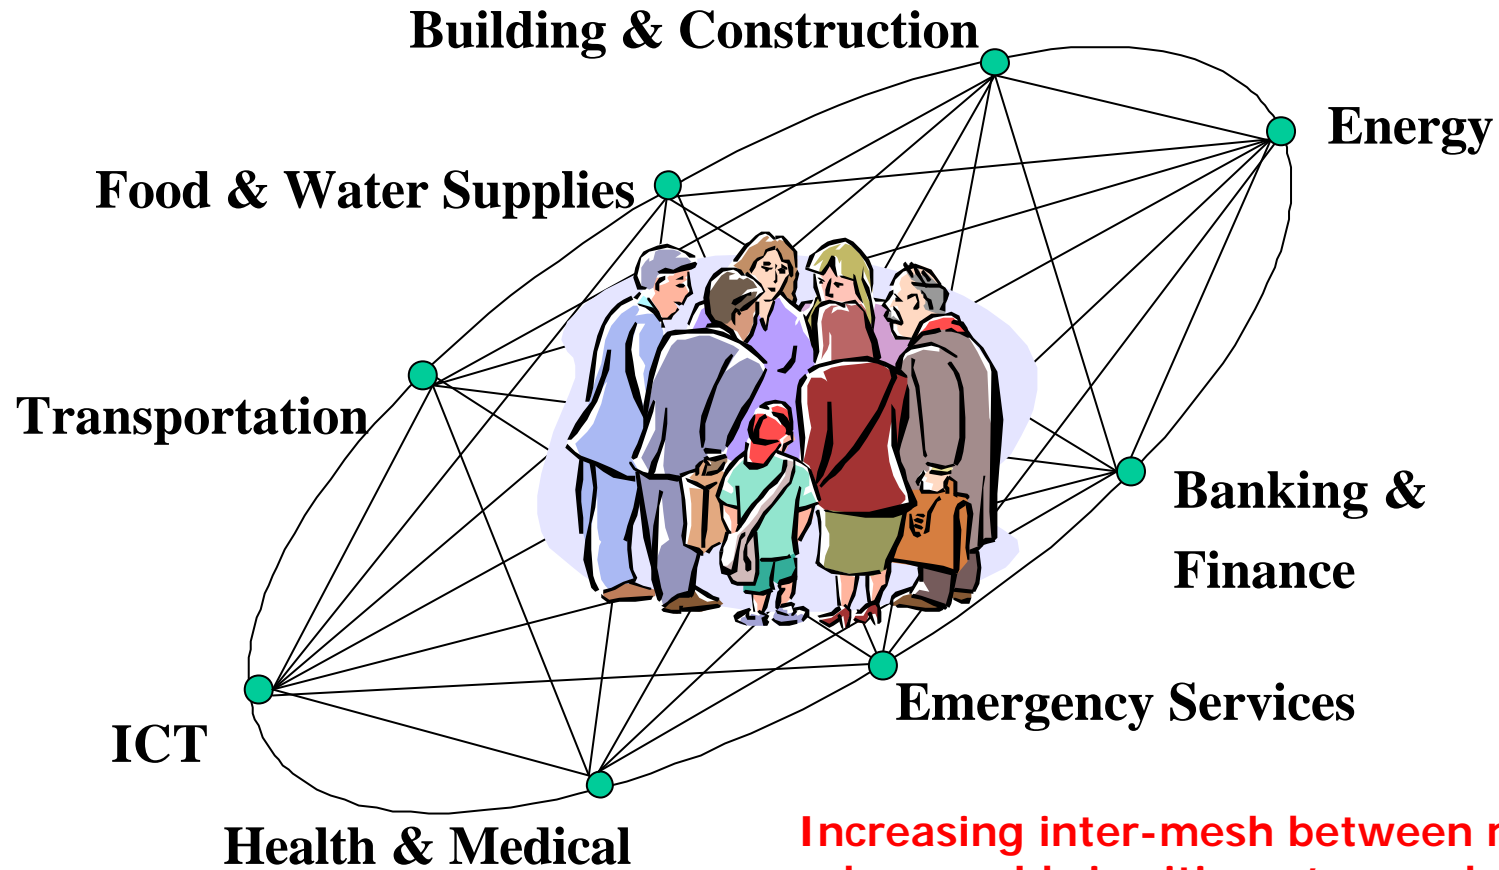 Building & Construction
Energy
Food & Water Supplies
Transportation
Banking &
Finance
Emergency Services
ICT
Health & Medical
Increasing inter-mesh between